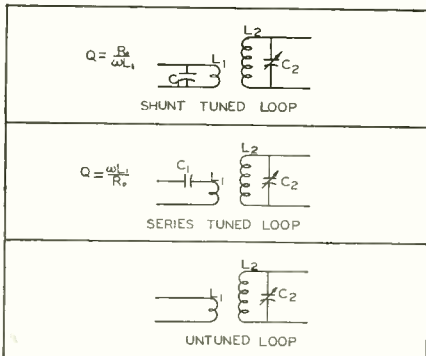 L2
Q = R₀/ωL₁
L1
C1
C2
SHUNT TUNED LOOP
L2
Q = ωL₁/R₀
C1
L1
C2
SERIES TUNED LOOP
L2
L1
C2
UNTUNED LOOP